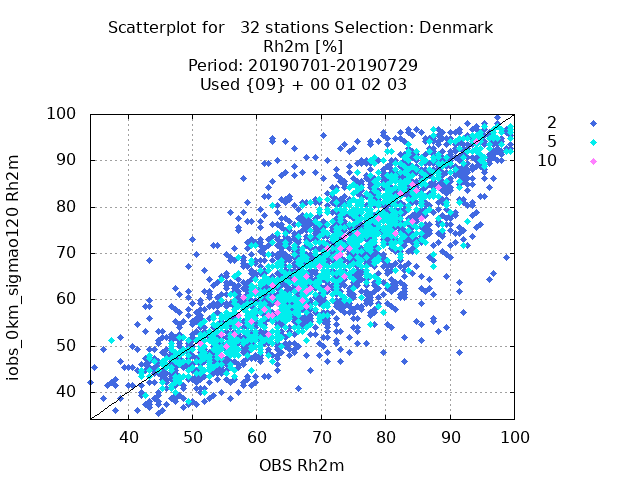 Scatterplot for   32 stations Selection: Denmark
Rh2m [%]
Period: 20190701-20190729
Used {09} + 00 01 02 03
100
90
80
70
60
50
40
40 50 60 70 80 90 100
iobs_0km_sigmao120 Rh2m
OBS Rh2m
2
5
10